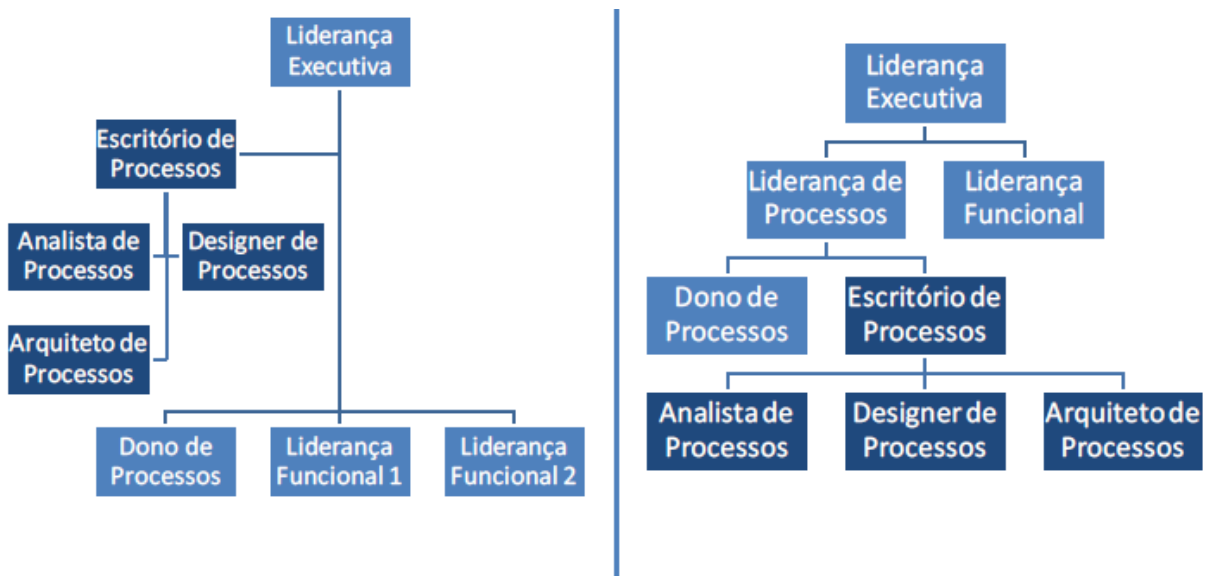 Liderança
Executiva
Escritório de
Processos
Analista de
Processos
Designer de
Processos
Arquiteto de
Processos
Dono de
Processos
Liderança
Funcional 1
Liderança
Funcional 2
Liderança
Executiva
Liderança de
Processos
Liderança
Funcional
Dono de
Processos
Escritório de
Processos
Analista de
Processos
Designer de
Processos
Arquiteto de
Processos